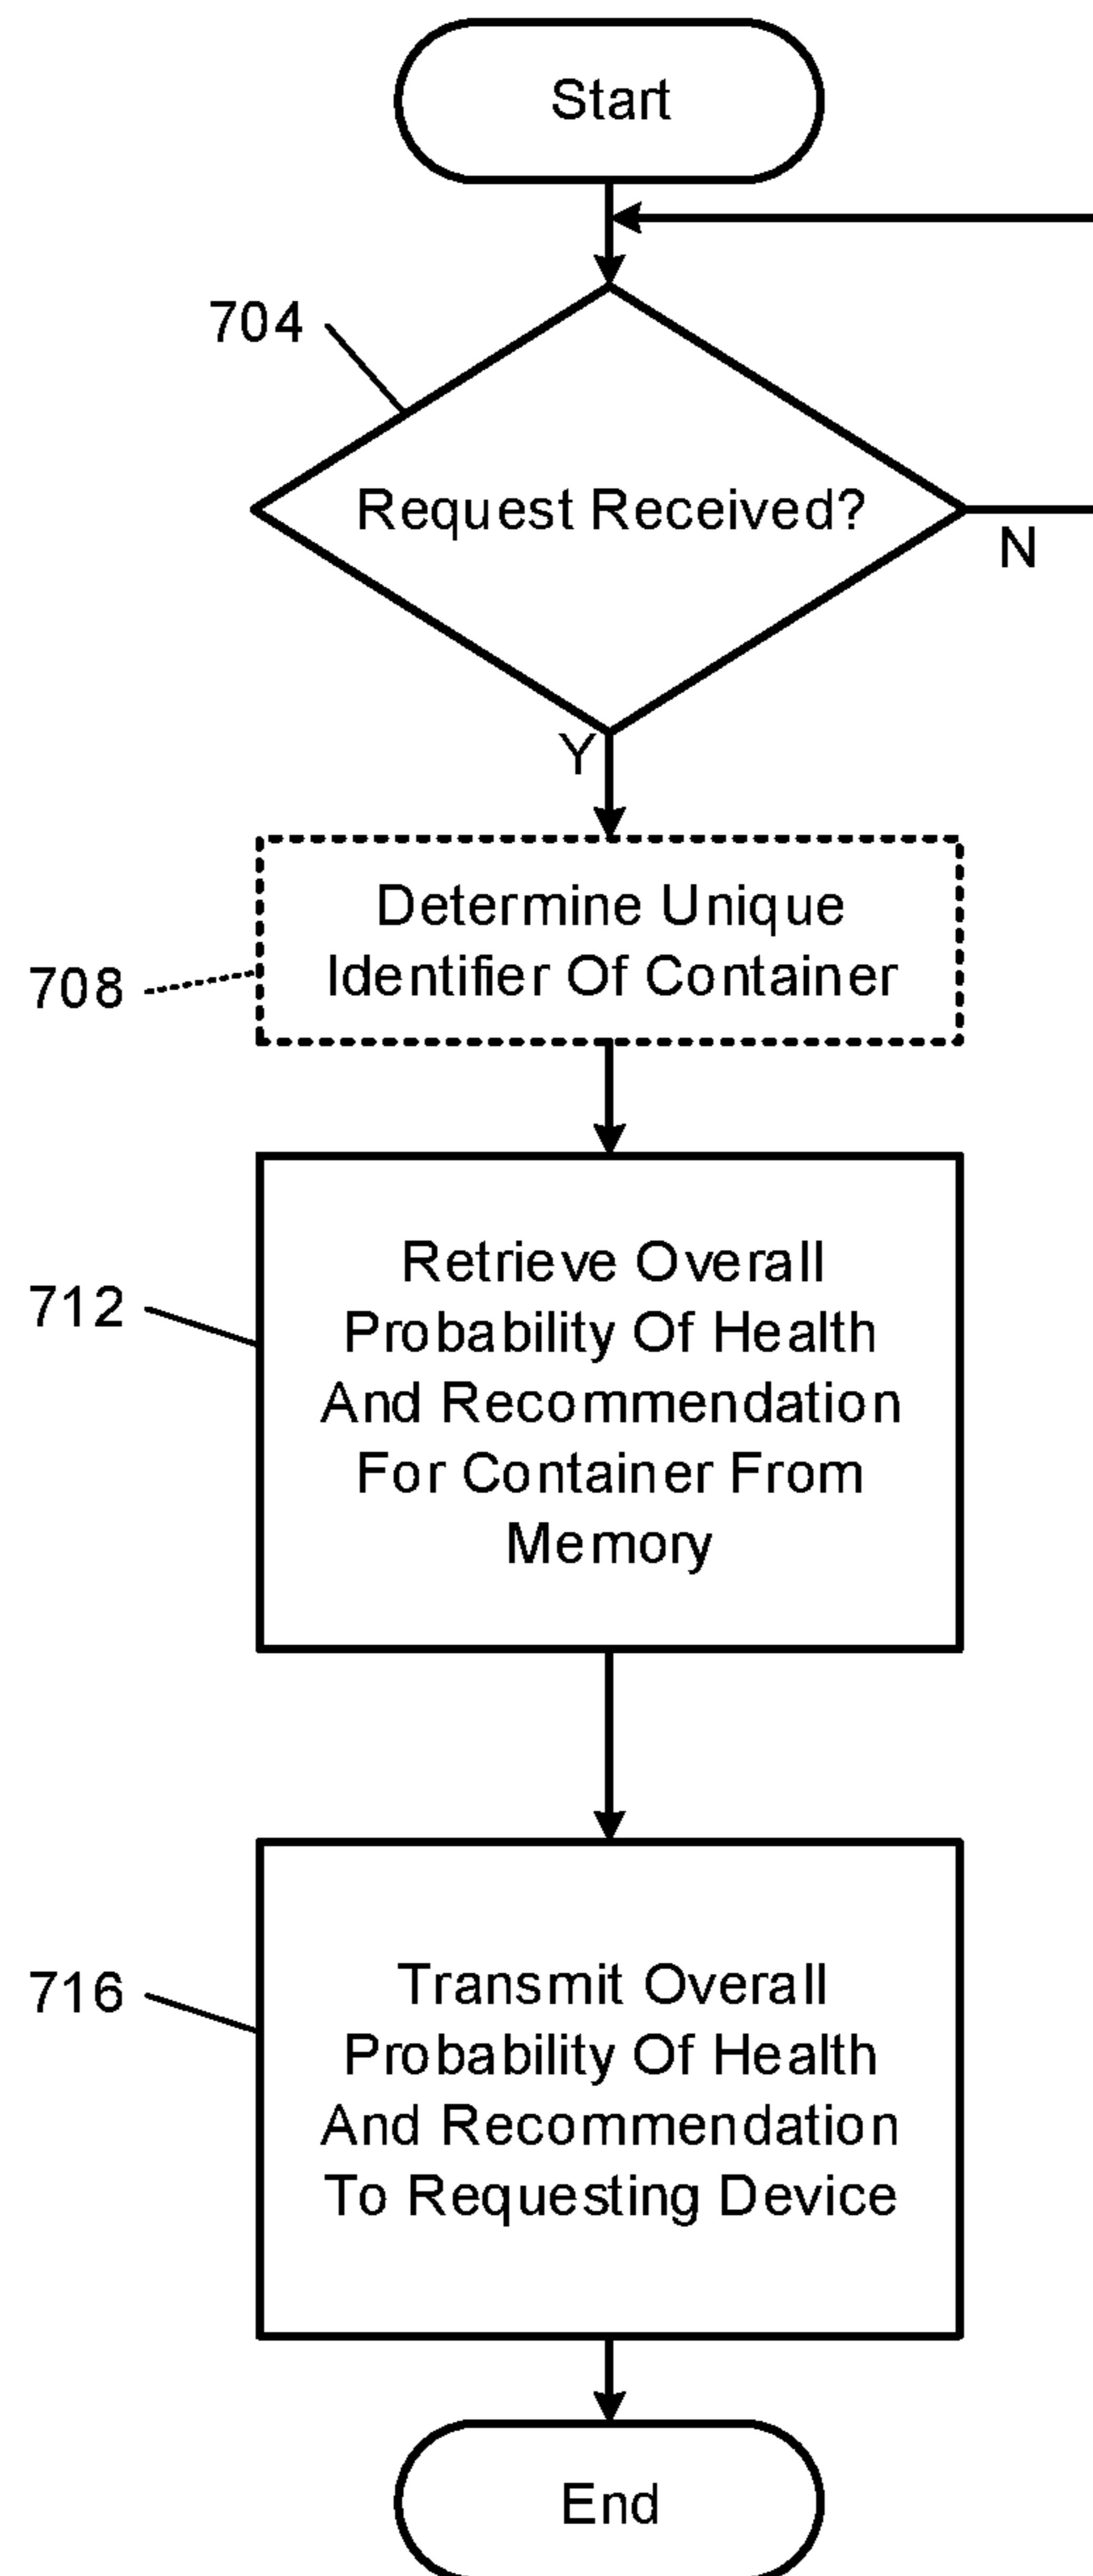 Start
704
Request Received?
N
Y
Determine Unique
Identifier Of Container
708
Retrieve Overall
Probability Of Health
And Recommendation
For Container From
Memory
712
Transmit Overall
Probability Of Health
And Recommendation
To Requesting Device
716
End